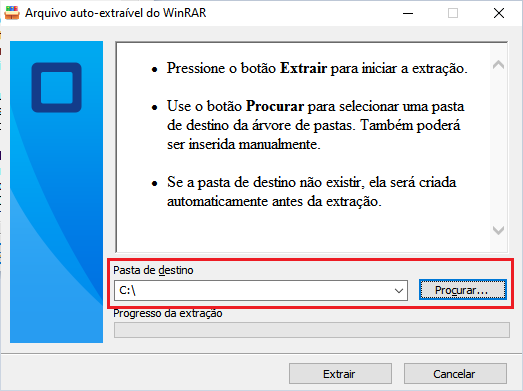 Arquivo auto-extraível do WinRAR
• Pressione o botão Extrair para iniciar a extração.
• Use o botão Procurar para selecionar uma pasta
de destino da árvore de pastas. Também poderá
ser inserida manualmente.
• Se a pasta de destino não existir, ela será criada
automaticamente antes da extração.
Pasta de destino
C:\
Procurar...
Progresso da extração
Extrair
Cancelar